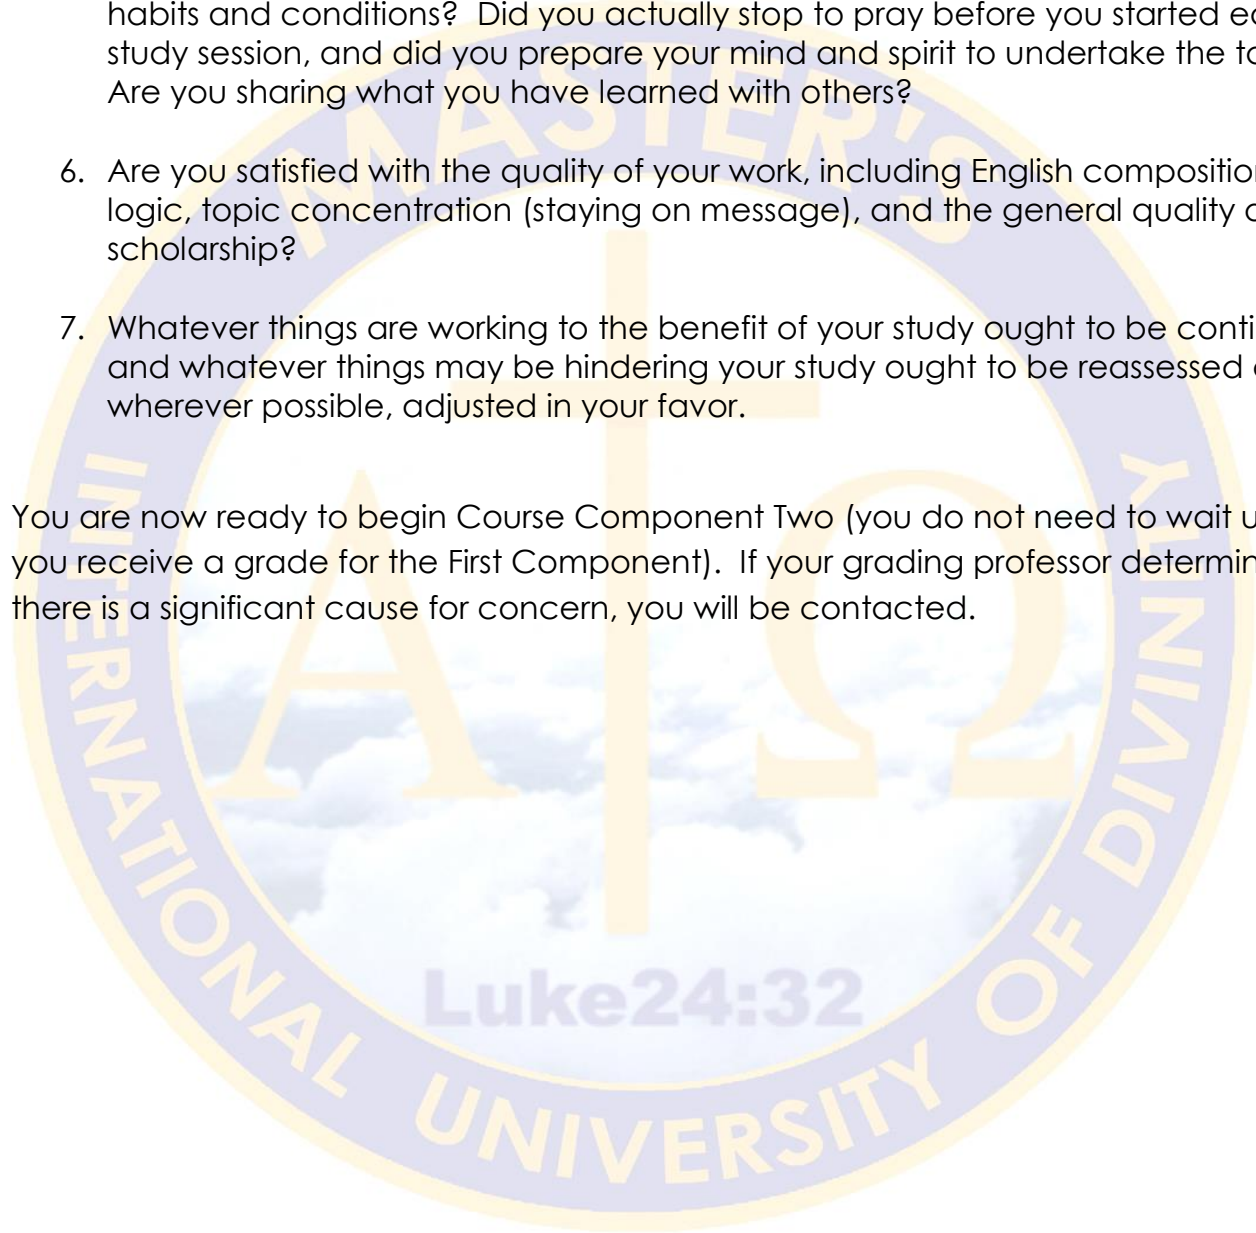 habits and conditions? Did you actually stop to pray before you started
study session, and did you prepare your mind and spirit to undertake the
Are you sharing what you have learned with others?
6. Are you satisfied with the quality of your work, including English composition
logic, topic concentration (staying on message), and the general quality
scholarship?
7. Whatever things are working to the benefit of your study ought to be
and whatever things may be hindering your study ought to be reassessed
wherever possible, adjusted in your favor.
You are now ready to begin Course Component Two (you do not need to wait
you receive a grade for the First Component). If your grading professor
there is a significant cause for concern, you will be contacted.
MASTER'S
INTERNATIONAL UNIVERSITY OF DIVINITY
Α Ω
Luke24:32